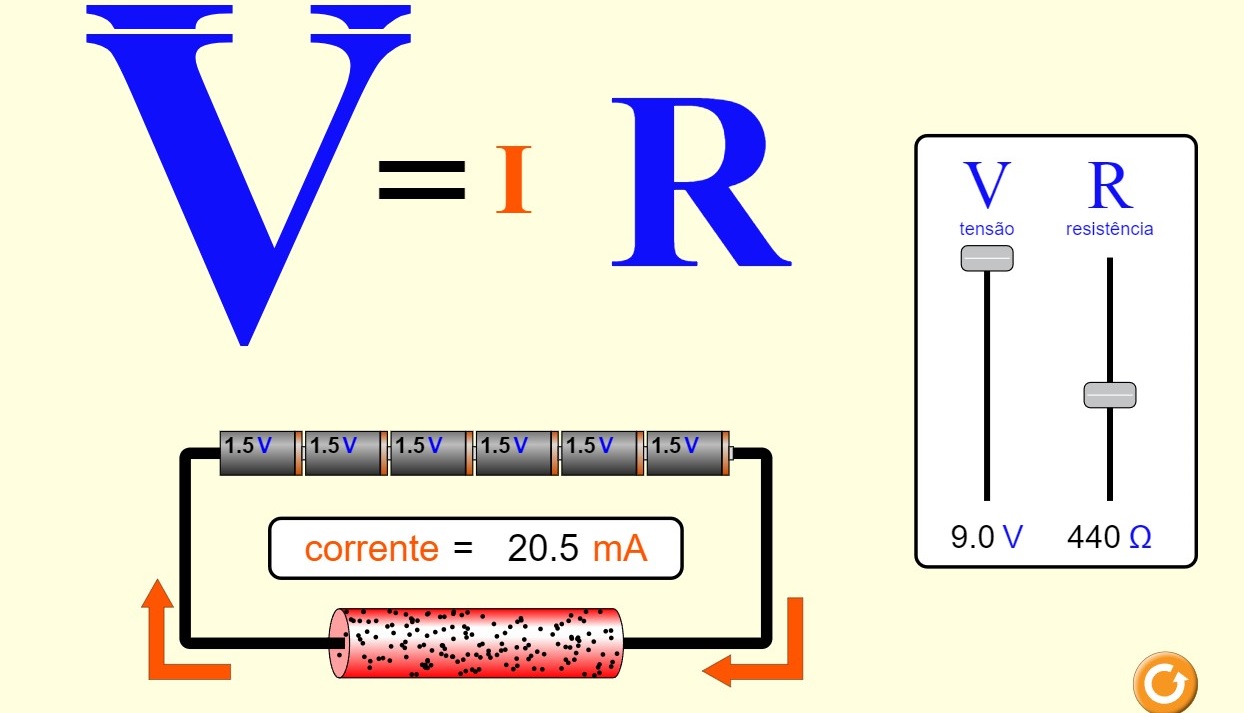 V = I R
V R
tensão resistência
1.5 V 1.5 V 1.5 V 1.5 V 1.5 V 1.5 V
corrente = 20.5 mA
9.0 V 440 Ω